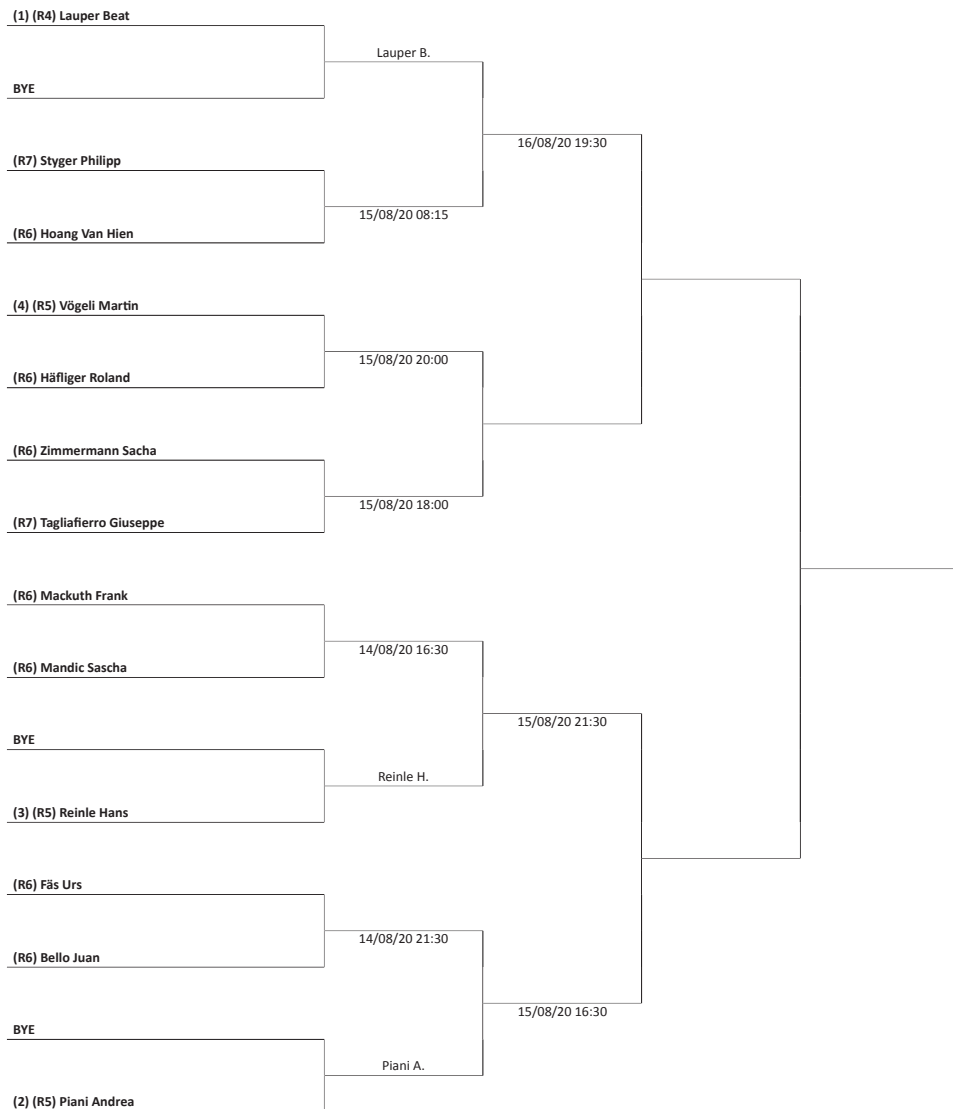 (1) (R4) Lauper Beat
Lauper B.
BYE
16/08/20 19:30
(R7) Styger Philipp
15/08/20 08:15
(R6) Hoang Van Hien
(4) (R5) Vögeli Martin
15/08/20 20:00
(R6) Häfliger Roland
(R6) Zimmermann Sacha
15/08/20 18:00
(R7) Tagliafierro Giuseppe
(R6) Mackuth Frank
14/08/20 16:30
(R6) Mandic Sascha
15/08/20 21:30
BYE
Reinle H.
(3) (R5) Reinle Hans
(R6) Fäs Urs
14/08/20 21:30
(R6) Bello Juan
15/08/20 16:30
BYE
Piani A.
(2) (R5) Piani Andrea